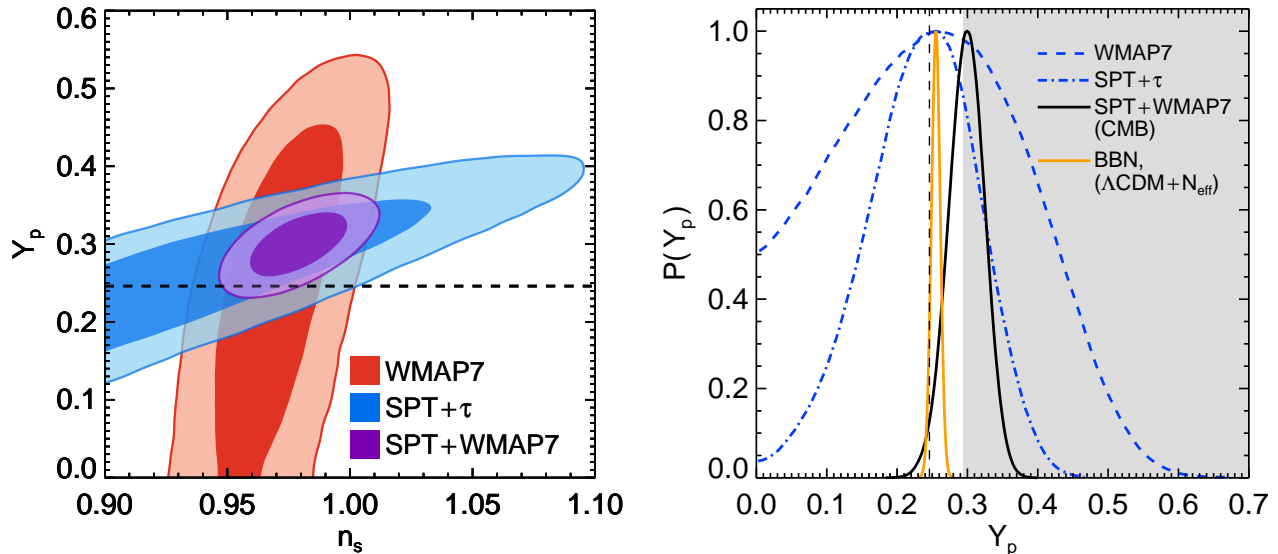 0.6
0.5
0.4
0.3
0.2
0.1
0.0
Y_p
0.90
0.95
1.00
1.05
1.10
n_s
WMAP7
SPT+τ
SPT+WMAP7
1.0
0.8
0.6
0.4
0.2
0.0
P(Y_p)
0.0
0.1
0.2
0.3
0.4
0.5
0.6
0.7
Y_p
WMAP7
SPT+τ
SPT+WMAP7
(CMB)
BBN,
(ΛCDM+N_eff)